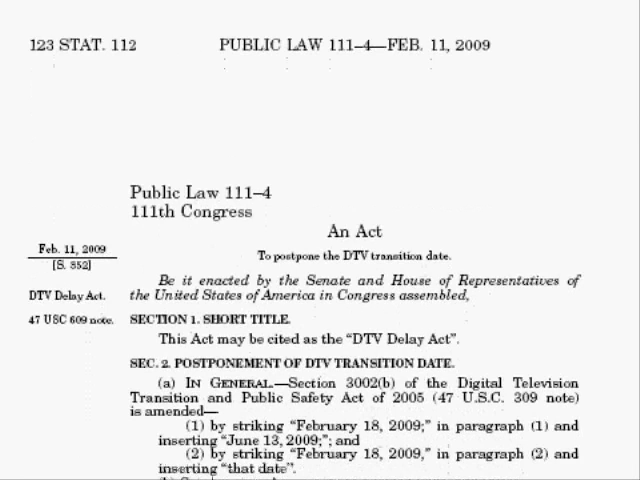 123 STAT. 112
PUBLIC LAW 111–4—FEB. 11, 2009
Public Law 111–4
111th Congress
An Act
Feb. 11, 2009
[S. 352]
To postpone the DTV transition date.
Be it enacted by the Senate and House of Representatives of
the United States of America in Congress assembled,
DTV Delay Act.
47 USC 609 note.
SECTION 1. SHORT TITLE.
This Act may be cited as the “DTV Delay Act”.
SEC. 2. POSTPONEMENT OF DTV TRANSITION DATE.
(a) IN GENERAL.—Section 3002(b) of the Digital Television
Transition and Public Safety Act of 2005 (47 U.S.C. 309 note)
is amended—
(1) by striking “February 18, 2009;” in paragraph (1) and
inserting “June 13, 2009;”; and
(2) by striking “February 18, 2009,” in paragraph (2) and
inserting “that date”.